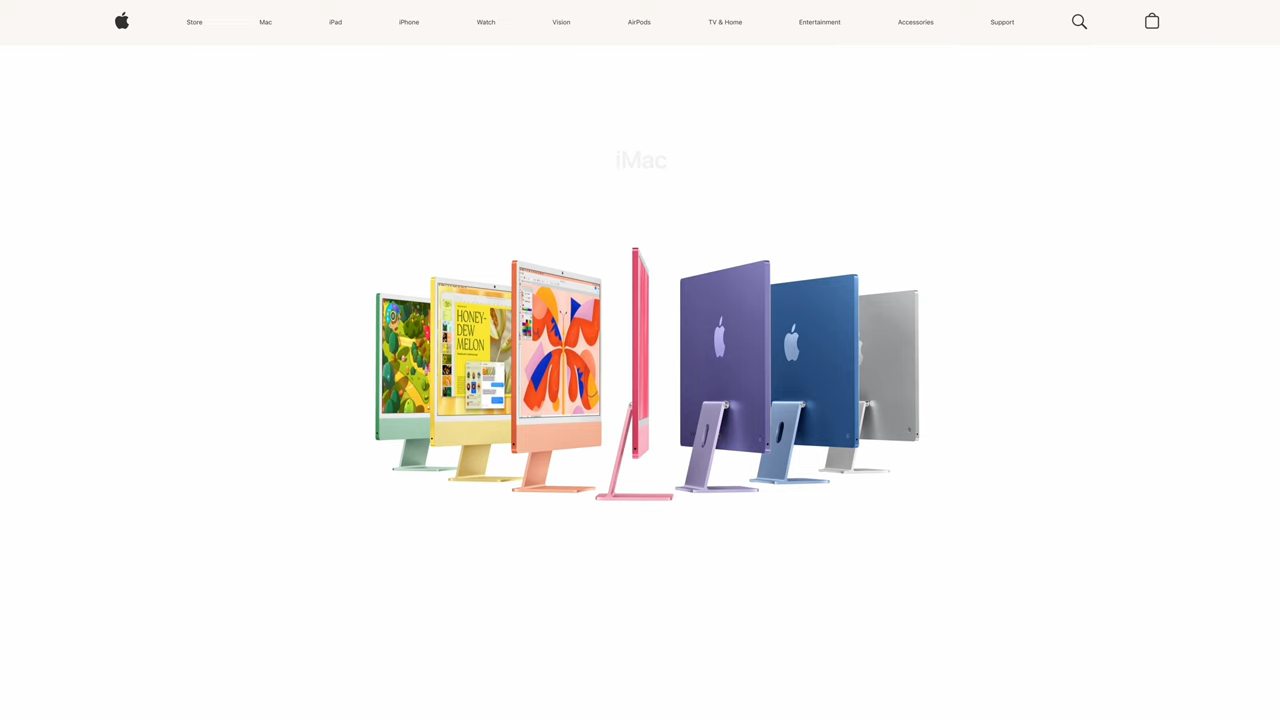 Store Mac iPad iPhone Watch Vision AirPods TV & Home Entertainment Accessories Support
iMac
HONEY-
DEW
MELON